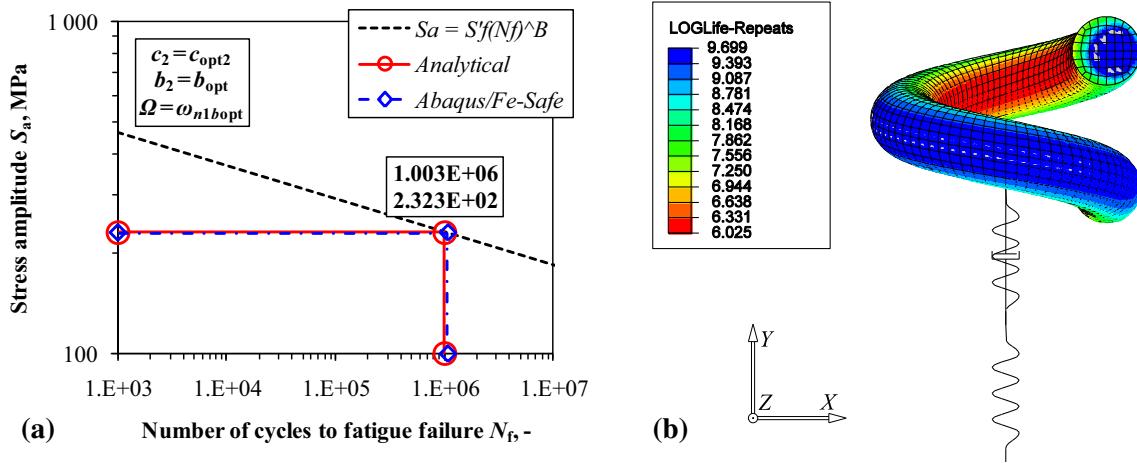 1 000
100
Stress amplitude Sa, MPa
c2 = copt2
b2 = bopt
Ω = ωn1bopt
Sa = S'f(Nf)^B
Analytical
Abaqus/Fe-Safe
1.003E+06
2.323E+02
1.E+03 1.E+04 1.E+05 1.E+06 1.E+07
(a) Number of cycles to fatigue failure Nf, -
LOGLife-Repeats
9.699
9.393
9.087
8.781
8.474
8.168
7.862
7.556
7.250
6.944
6.638
6.331
6.025
Y
Z X
(b)